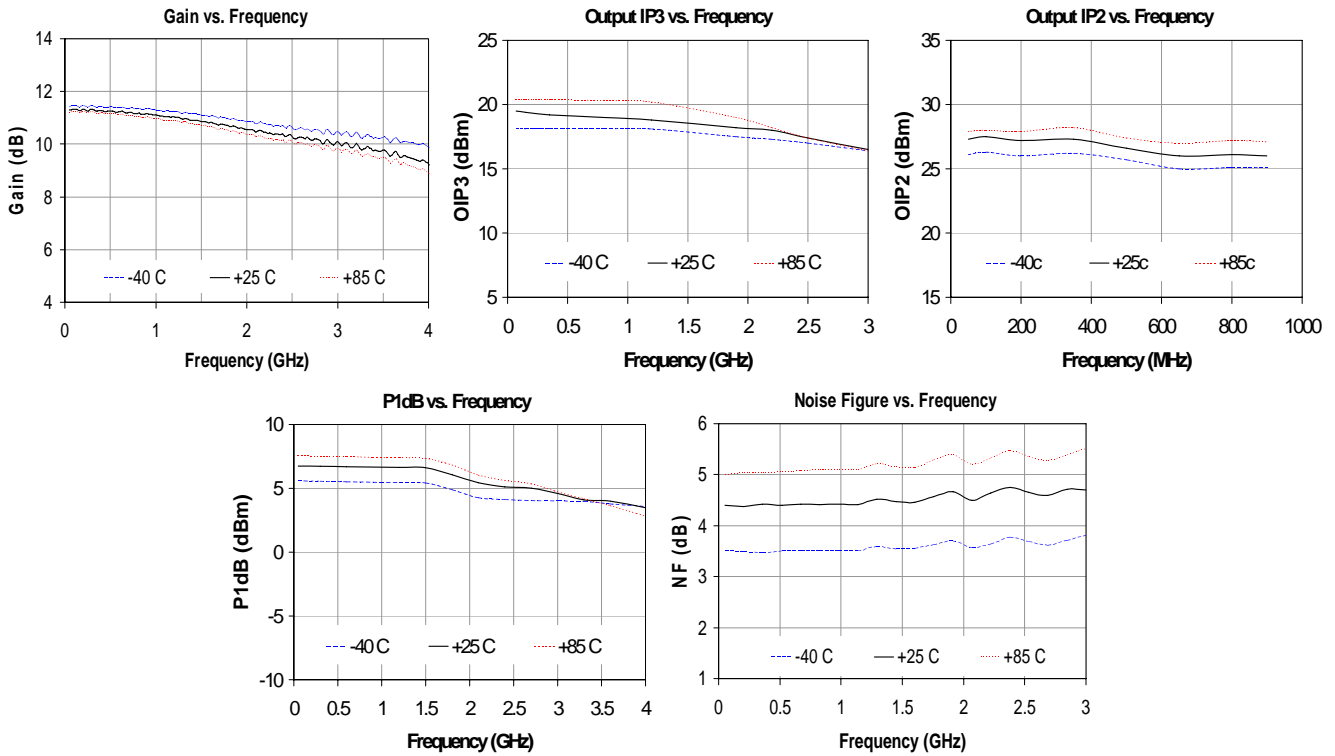 Gain vs. Frequency
14
12
10
8
6
4
Gain (dB)
-40 C
+25 C
+85 C
0
1
2
3
4
Frequency (GHz)
Output IP3 vs. Frequency
25
20
15
10
5
OIP3 (dBm)
-40 C
+25 C
+85 C
0
0.5
1
1.5
2
2.5
3
Frequency (GHz)
Output IP2 vs. Frequency
35
30
25
20
15
OIP2 (dBm)
-40c
+25c
+85c
0
200
400
600
800
1000
Frequency (MHz)
P1dB vs. Frequency
10
5
0
-5
-10
P1dB (dBm)
-40 C
+25 C
+85 C
0
0.5
1
1.5
2
2.5
3
3.5
4
Frequency (GHz)
Noise Figure vs. Frequency
6
5
4
3
2
1
NF (dB)
-40 C
+25 C
+85 C
0
0.5
1
1.5
2
2.5
3
Frequency (GHz)